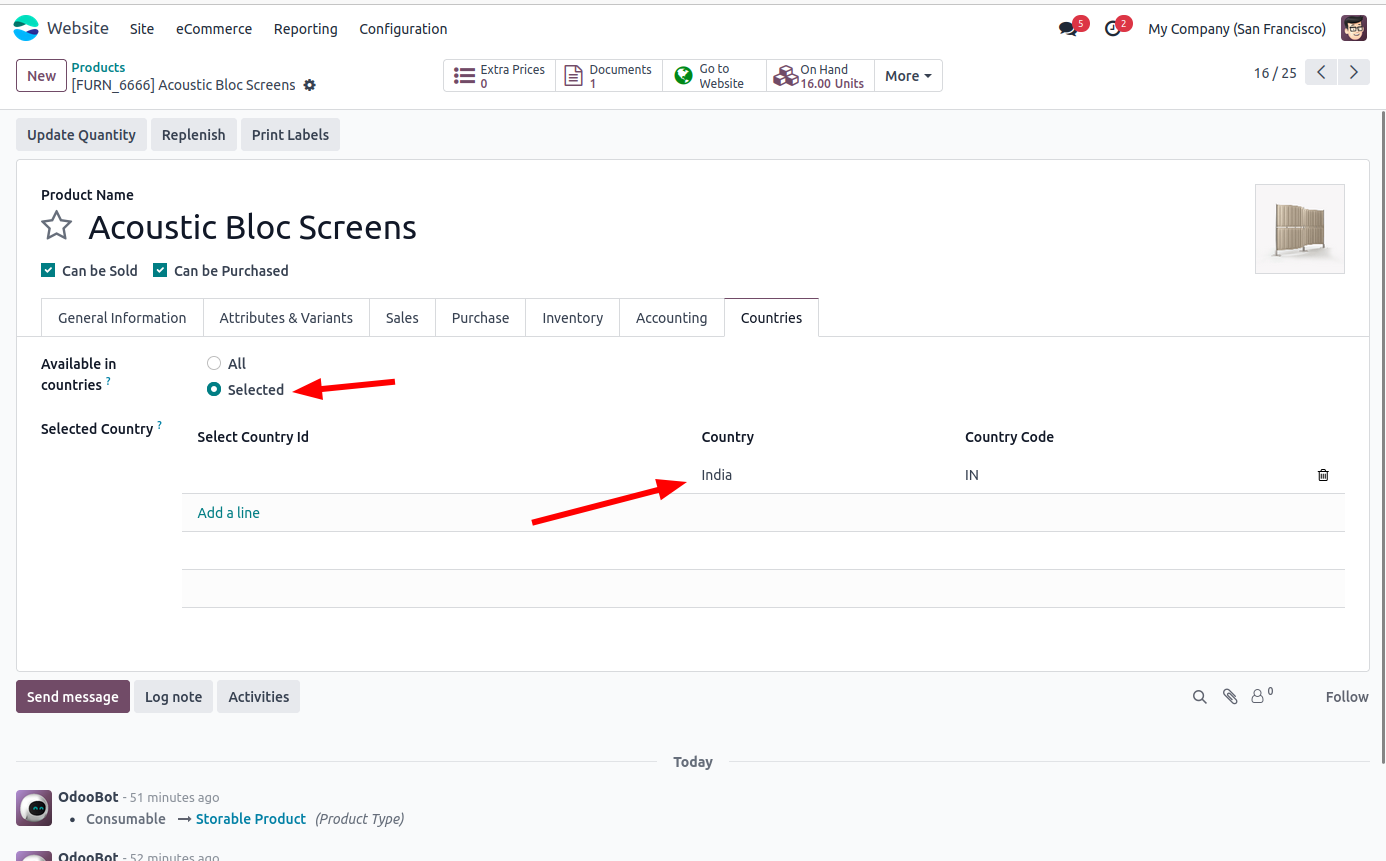 Website Site eCommerce Reporting Configuration 5 2 My Company (San Francisco)
New Products
[FURN_6666] Acoustic Bloc Screens
Extra Prices
0
Documents
1
Go to
Website
On Hand
16.00 Units
More
16 / 25
Update Quantity Replenish Print Labels
Product Name
Acoustic Bloc Screens
Can be Sold Can be Purchased
General Information Attributes & Variants Sales Purchase Inventory Accounting Countries
Available in
countries ?
All
Selected
Selected Country ?
Select Country Id Country Country Code
India IN
Add a line
Send message Log note Activities 0 Follow
Today
OdooBot - 51 minutes ago
• Consumable → Storable Product (Product Type)
OdooBot - 52 minutes ago